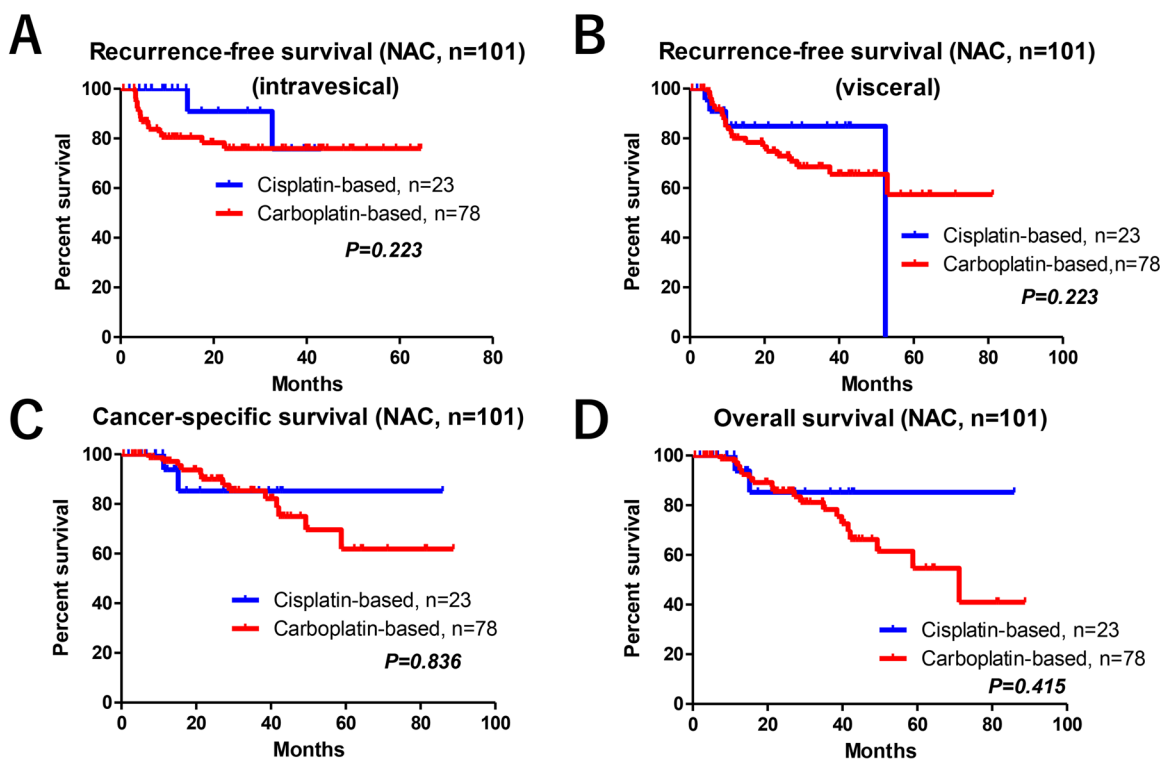 A
Recurrence-free survival (NAC, n=101)
(intravesical)
Percent survival
100
80
60
40
20
0
Cisplatin-based, n=23
Carboplatin-based, n=78
P=0.223
0 20 40 60 80
Months
B
Recurrence-free survival (NAC, n=101)
(visceral)
Percent survival
100
80
60
40
20
0
Cisplatin-based, n=23
Carboplatin-based,n=78
P=0.223
0 20 40 60 80 100
Months
C
Cancer-specific survival (NAC, n=101)
Percent survival
100
80
60
40
20
0
Cisplatin-based, n=23
Carboplatin-based, n=78
P=0.836
0 20 40 60 80 100
Months
D
Overall survival (NAC, n=101)
Percent survival
100
80
60
40
20
0
Cisplatin-based, n=23
Carboplatin-based, n=78
P=0.415
0 20 40 60 80 100
Months